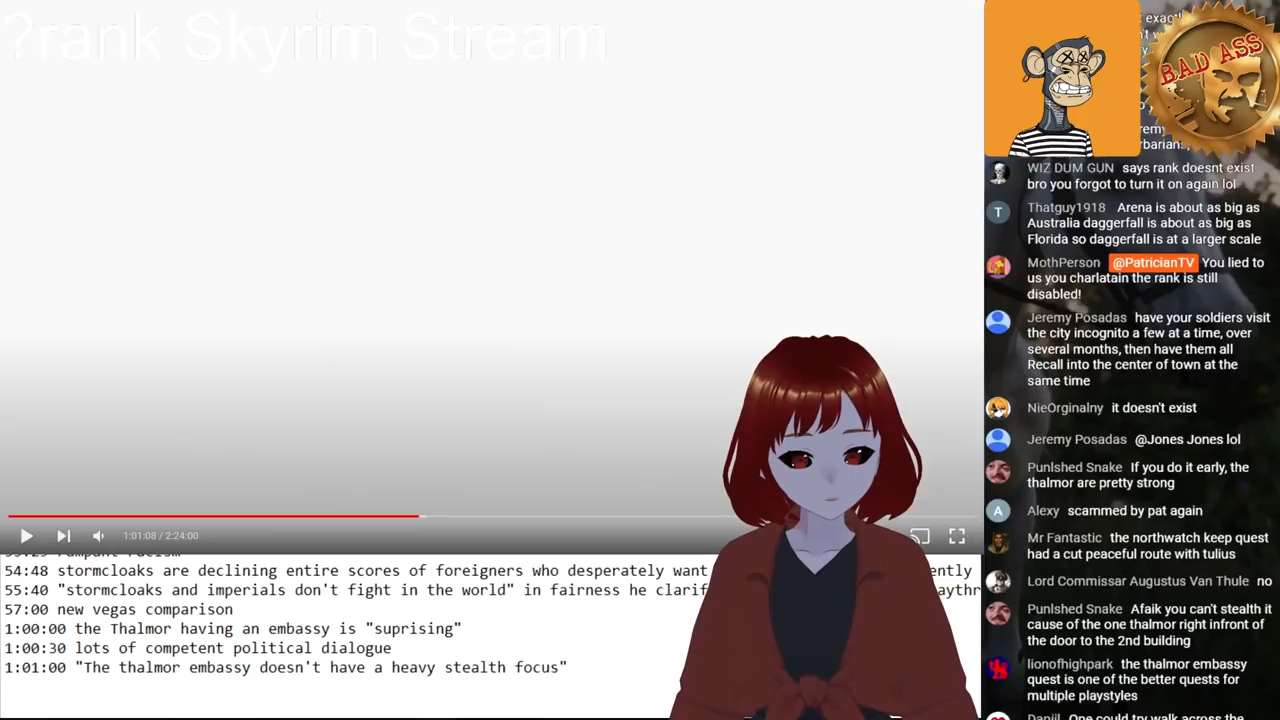 ?rank Skyrim Stream
1:01:08 / 2:24:00
54:48 stormcloaks are declining entire scores of foreigners who desperately want
55:40 "stormcloaks and imperials don't fight in the world" in fairness he clarif
57:00 new vegas comparison
1:00:00 the Thalmor having an embassy is "suprising"
1:00:30 lots of competent political dialogue
1:01:00 "The thalmor embassy doesn't have a heavy stealth focus"
BAD ASS
WIZ DUM GUN says rank doesnt exist
bro you forgot to turn it on again lol
T
Thatguy1918 Arena is about as big as
Australia daggerfall is about as big as
Florida so daggerfall is at a larger scale
MothPerson @PatricianTV You lied to
us you charlatain the rank is still
disabled!
Jeremy Posadas have your soldiers visit
the city incognito a few at a time, over
several months, then have them all
Recall into the center of town at the
same time
NieOrginalny it doesn't exist
Jeremy Posadas @Jones Jones lol
Punlshed Snake If you do it early, the
thalmor are pretty strong
A
Alexy scammed by pat again
Mr Fantastic the northwatch keep quest
had a cut peaceful route with tulius
Lord Commissar Augustus Van Thule no
Punlshed Snake Afaik you can't stealth it
cause of the one thalmor right infront of
the door to the 2nd building
lionofhighpark the thalmor embassy
quest is one of the better quests for
multiple playstyles